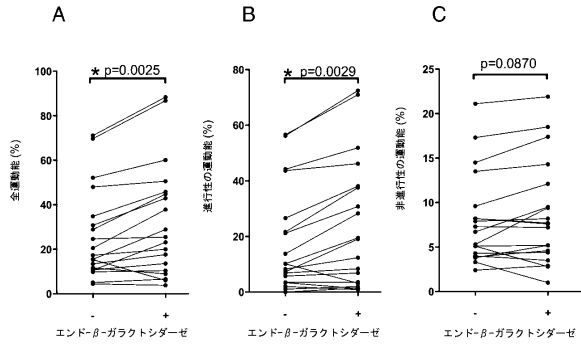 A
B
C
* p=0.0025
* p=0.0029
p=0.0870
全運動能(%)
100
80
60
40
20
0
- +
エンド-β-ガラクトシダーゼ
進行性の運動能(%)
80
60
40
20
0
- +
エンド-β-ガラクトシダーゼ
非進行性の運動能(%)
25
20
15
10
5
0
- +
エンド-β-ガラクトシダーゼ